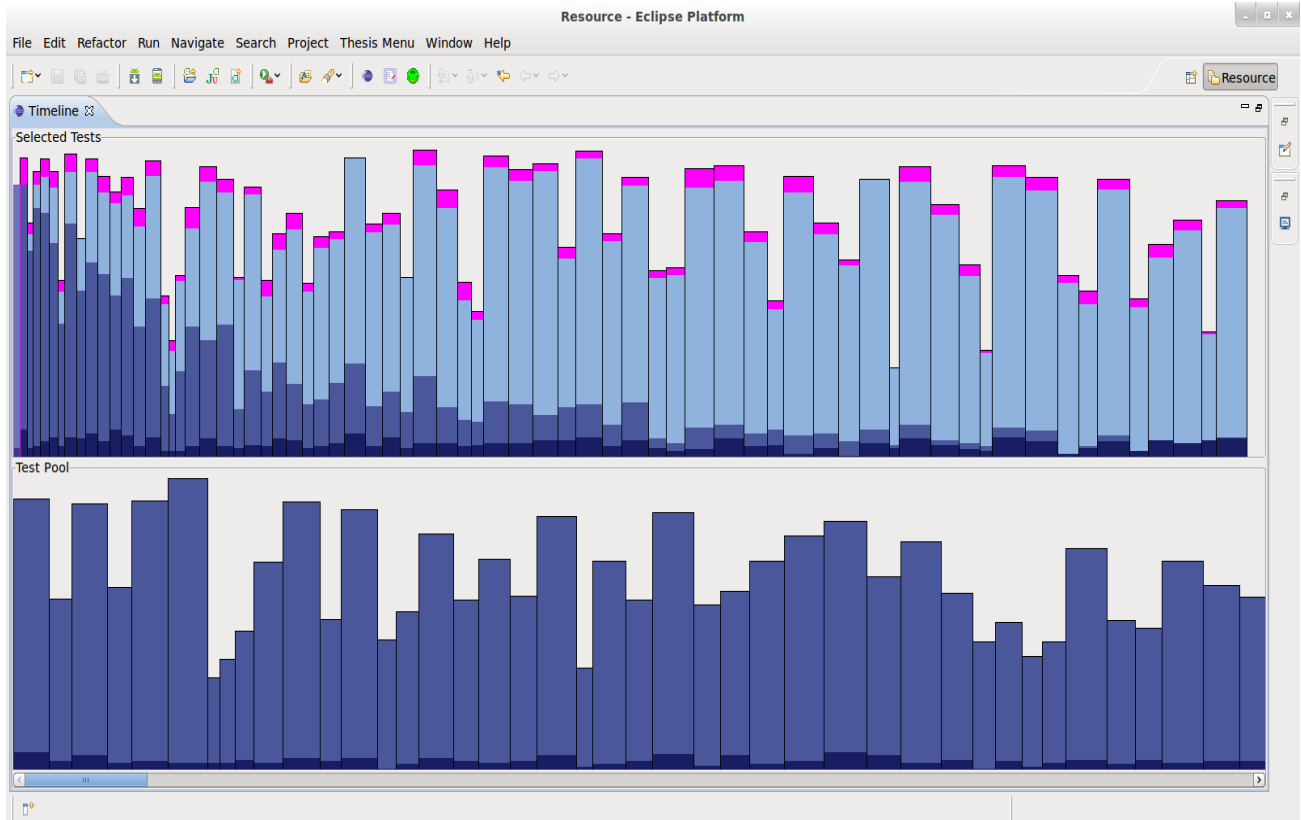 Resource - Eclipse Platform
File Edit Refactor Run Navigate Search Project Thesis Menu Window Help
Resource
Timeline
Selected Tests
Test Pool